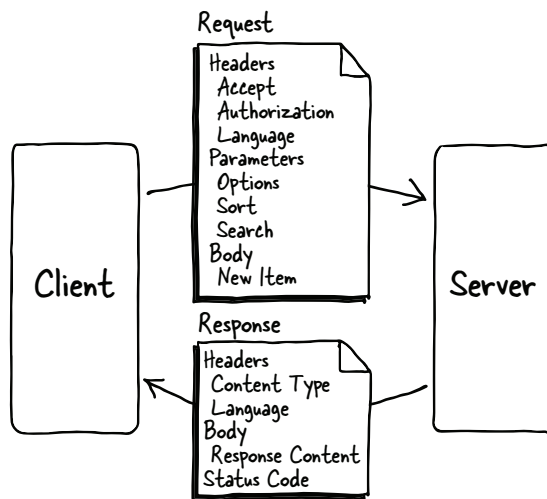 Request
Headers
Accept
Authorization
Language
Parameters
Options
Sort
Search
Body
New Item
Client
Server
Response
Headers
Content Type
Language
Body
Response Content
Status Code